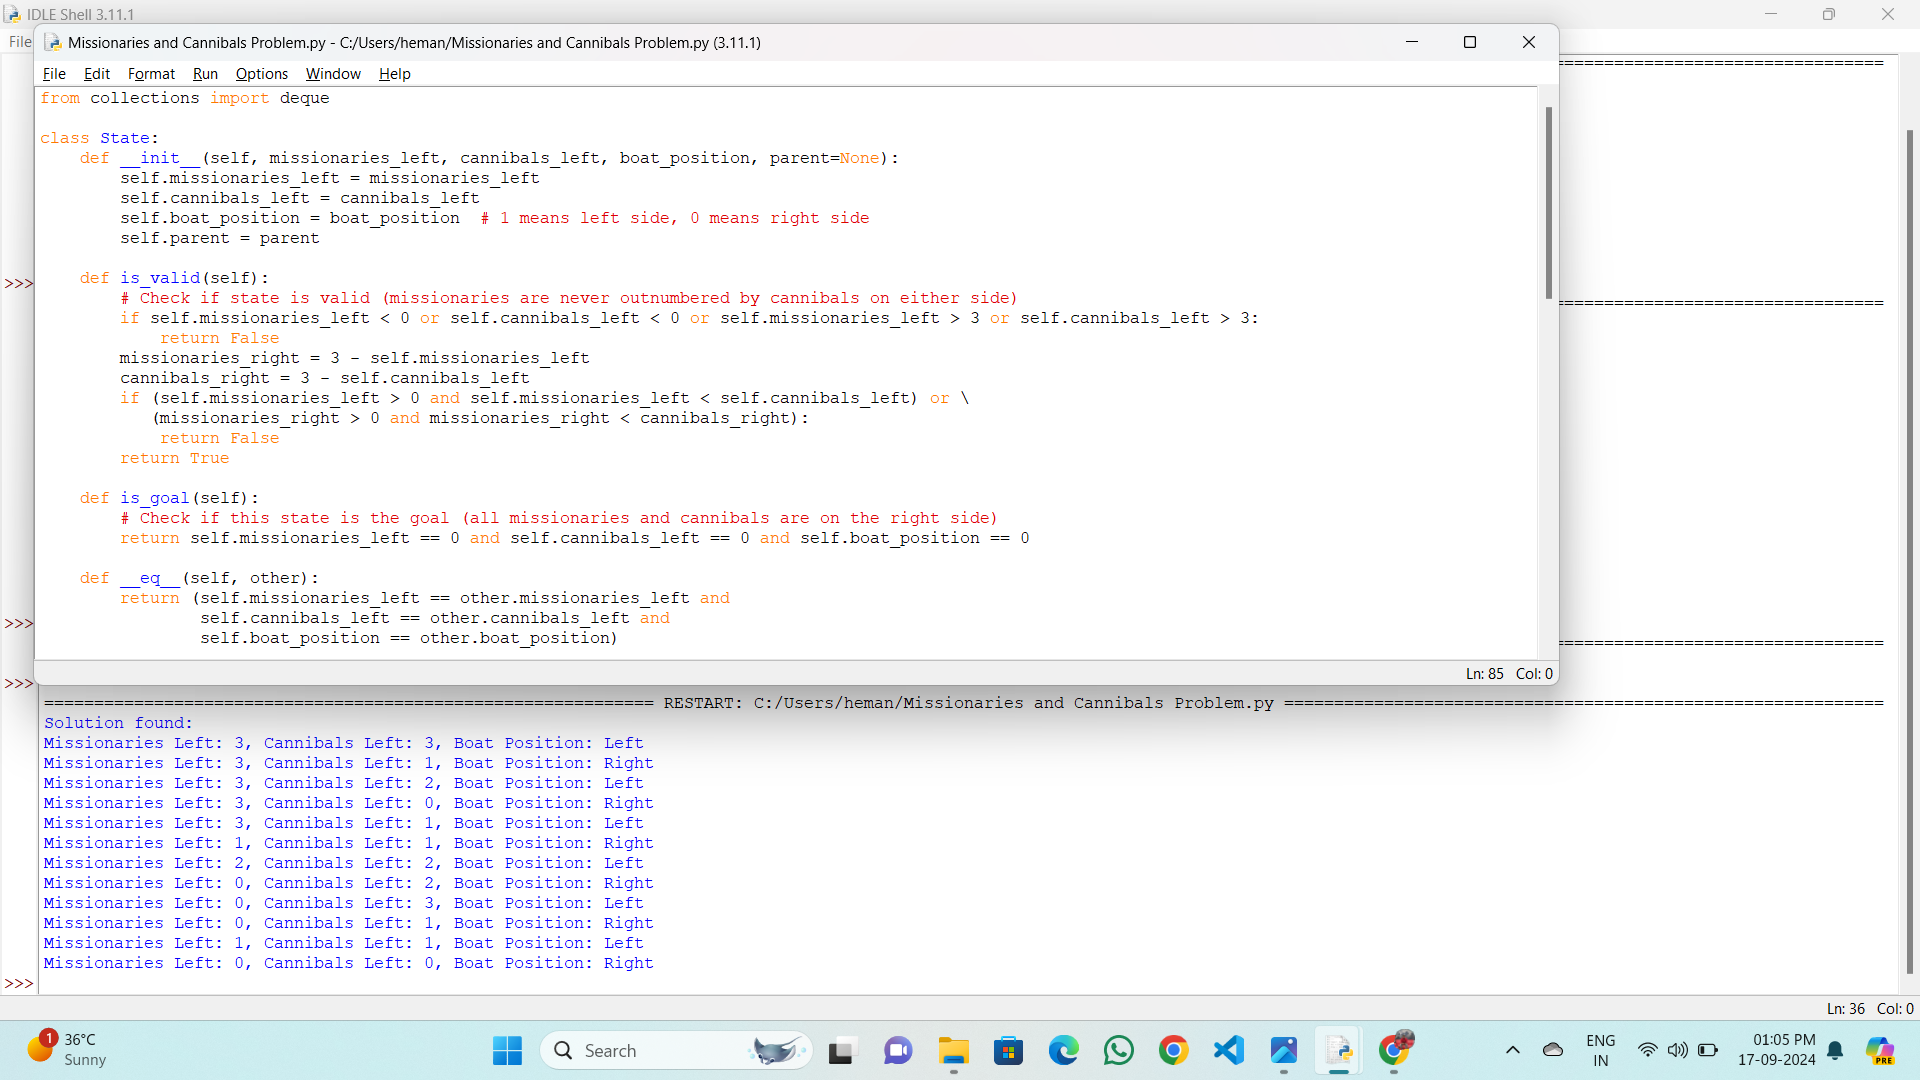 IDLE Shell 3.11.1
File
Missionaries and Cannibals Problem.py - C:/Users/heman/Missionaries and Cannibals Problem.py (3.11.1)
File Edit Format Run Options Window Help
from collections import deque
class State:
    def __init__(self, missionaries_left, cannibals_left, boat_position, parent=None):
        self.missionaries_left = missionaries_left
        self.cannibals_left = cannibals_left
        self.boat_position = boat_position  # 1 means left side, 0 means right side
        self.parent = parent
    def is_valid(self):
        # Check if state is valid (missionaries are never outnumbered by cannibals on either side)
        if self.missionaries_left < 0 or self.cannibals_left < 0 or self.missionaries_left > 3 or self.cannibals_left > 3:
            return False
        missionaries_right = 3 - self.missionaries_left
        cannibals_right = 3 - self.cannibals_left
        if (self.missionaries_left > 0 and self.missionaries_left < self.cannibals_left) or \
           (missionaries_right > 0 and missionaries_right < cannibals_right):
            return False
        return True
    def is_goal(self):
        # Check if this state is the goal (all missionaries and cannibals are on the right side)
        return self.missionaries_left == 0 and self.cannibals_left == 0 and self.boat_position == 0
    def __eq__(self, other):
        return (self.missionaries_left == other.missionaries_left and
                self.cannibals_left == other.cannibals_left and
                self.boat_position == other.boat_position)
Ln: 85 Col: 0
>>>
>>>
>>>
============================================================= RESTART: C:/Users/heman/Missionaries and Cannibals Problem.py ============================================================
Solution found:
Missionaries Left: 3, Cannibals Left: 3, Boat Position: Left
Missionaries Left: 3, Cannibals Left: 1, Boat Position: Right
Missionaries Left: 3, Cannibals Left: 2, Boat Position: Left
Missionaries Left: 3, Cannibals Left: 0, Boat Position: Right
Missionaries Left: 3, Cannibals Left: 1, Boat Position: Left
Missionaries Left: 1, Cannibals Left: 1, Boat Position: Right
Missionaries Left: 2, Cannibals Left: 2, Boat Position: Left
Missionaries Left: 0, Cannibals Left: 2, Boat Position: Right
Missionaries Left: 0, Cannibals Left: 3, Boat Position: Left
Missionaries Left: 0, Cannibals Left: 1, Boat Position: Right
Missionaries Left: 1, Cannibals Left: 1, Boat Position: Left
Missionaries Left: 0, Cannibals Left: 0, Boat Position: Right
>>>
Ln: 36 Col: 0
1
36°C
Sunny
Search
ENG
IN
01:05 PM
17-09-2024
PRE